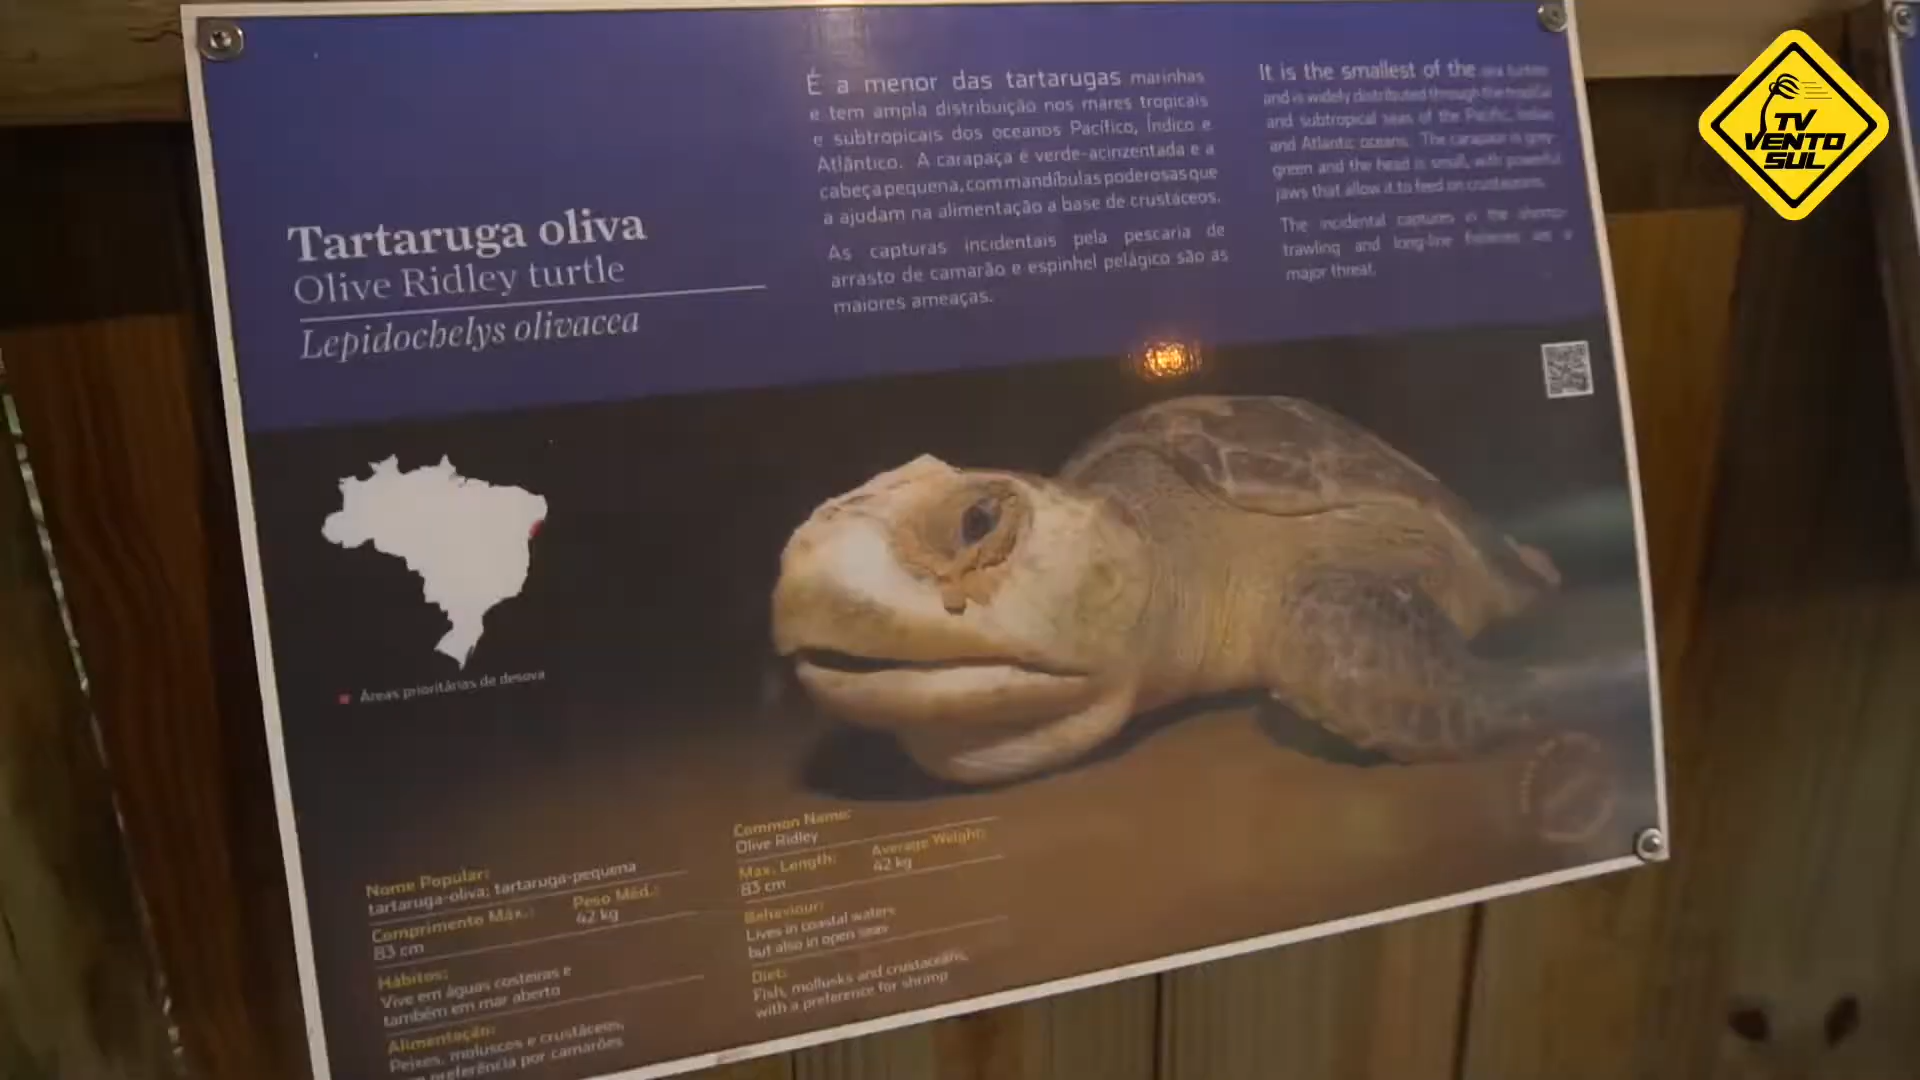 Tartaruga oliva
Olive Ridley turtle
Lepidochelys olivacea
É a menor das tartarugas marinhas
e tem ampla distribuição nos mares tropicais
e subtropicais dos oceanos Pacífico, Índico e
Atlântico. A carapaça é verde-acinzentada e a
cabeça pequena, com mandíbulas poderosas que
a ajudam na alimentação a base de crustáceos.
As capturas incidentais pela pescaria de
arrasto de camarão e espinhel pelágico são as
maiores ameaças.
It is the smallest of the sea turtles
and is widely distributed through the tropical
and subtropical seas of the Pacific, Indian
and Atlantic oceans. The carapace is grey-
green and the head is small, with powerful
jaws that allow it to feed on crustaceans.
The incidental captures in the shrimp-
trawling and long-line fisheries are a
major threat.
TV
VENTO
SUL
Áreas prioritárias de desova
Nome Popular:
tartaruga-oliva; tartaruga-pequena
Comprimento Máx.: Peso Méd.:
83 cm 42 kg
Hábitos:
Vive em águas costeiras e
também em mar aberto
Alimentação:
Peixes, moluscos e crustáceos,
preferência por camarões
Common Name:
Olive Ridley
Max. Length: Average Weight:
83 cm 42 kg
Behaviour:
Lives in coastal waters
but also in open seas
Diet:
Fish, mollusks and crustaceans,
with a preference for shrimp